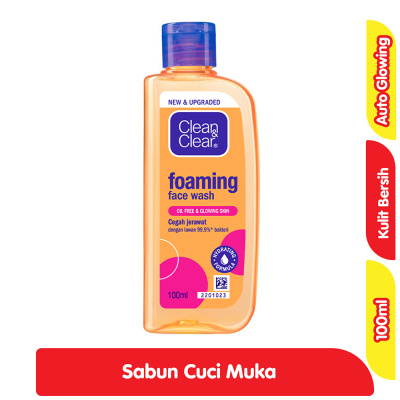 NEW & UPGRADED
Clean &
Clear®
foaming
face wash
OIL FREE & GLOWING SKIN
Cegah jerawat
dengan lawan 99.9%* bakteri
HYDRATING FORMULA
100ml
2201023
Auto Glowing
Kulit Bersih
100ml
Sabun Cuci Muka